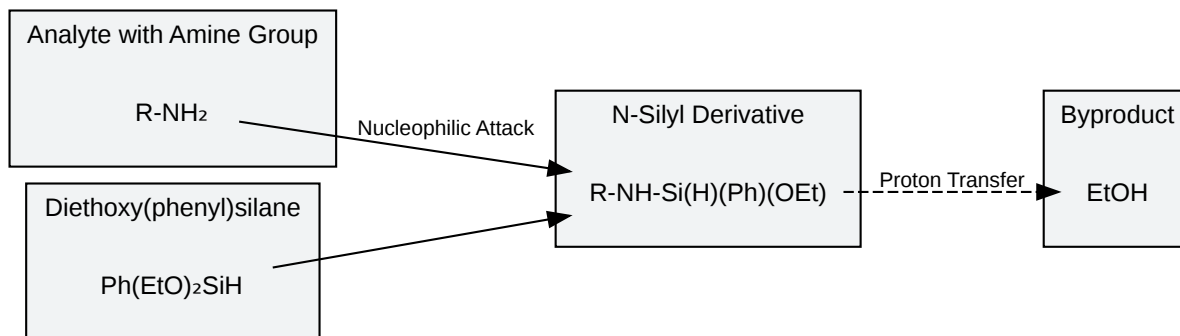 Analyte with Amine Group
R-NH₂
Nucleophilic Attack
Diethoxy(phenyl)silane
Ph(EtO)₂SiH
N-Silyl Derivative
R-NH-Si(H)(Ph)(OEt)
Proton Transfer
Byproduct
EtOH